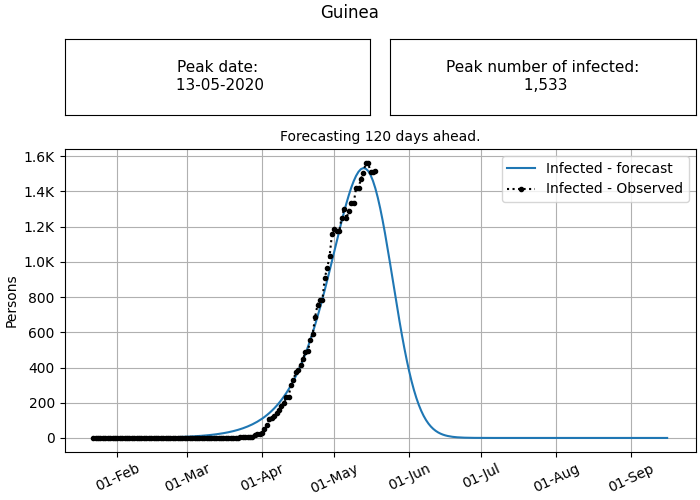 Guinea
Peak date:
13-05-2020
Peak number of infected:
1,533
Forecasting 120 days ahead.
Infected - forecast
Infected - Observed
1.6K
1.4K
1.2K
1.0K
800
600
400
200
0
Persons
01-Feb
01-Mar
01-Apr
01-May
01-Jun
01-Jul
01-Aug
01-Sep